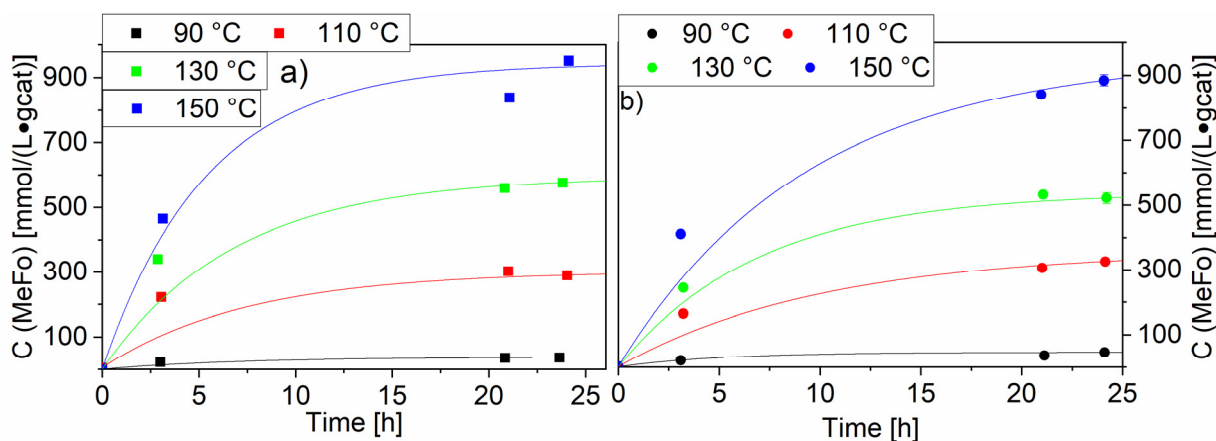 90 °C 110 °C
130 °C a)
150 °C
C (MeFo) [mmol/(L●gcat)]
900
700
500
300
100
0 5 10 15 20 25
Time [h]
90 °C 110 °C
130 °C 150 °C
b)
C (MeFo) [mmol/(L●gcat)]
900
700
500
300
100
0 5 10 15 20 25
Time [h]